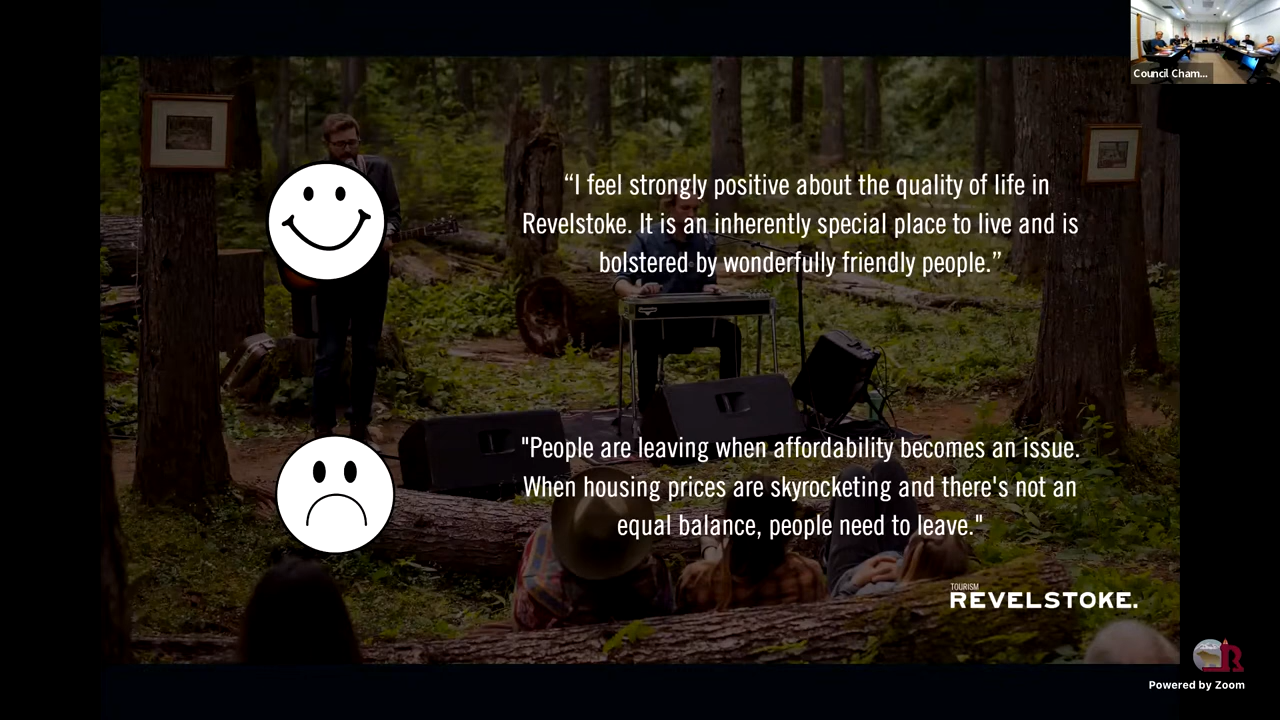 Council Cham...
“I feel strongly positive about the quality of life in
Revelstoke. It is an inherently special place to live and is
bolstered by wonderfully friendly people.”
"People are leaving when affordability becomes an issue.
When housing prices are skyrocketing and there's not an
equal balance, people need to leave."
TOURISM
REVELSTOKE.
R
Powered by Zoom